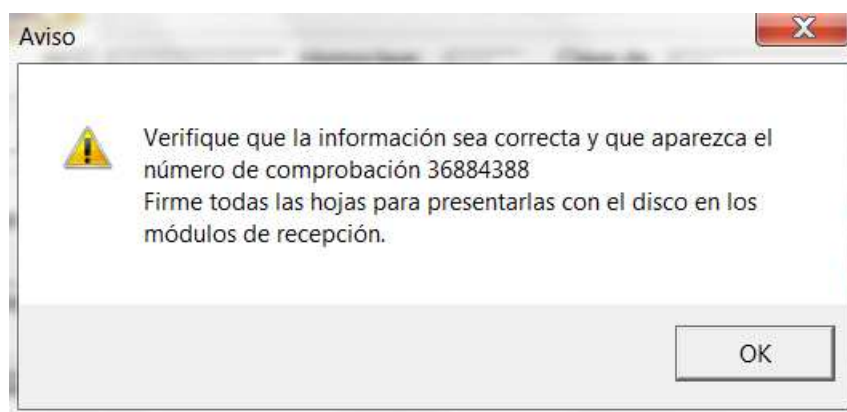 Aviso
Verifique que la información sea correcta y que aparezca el
número de comprobación 36884388
Firme todas las hojas para presentarlas con el disco en los
módulos de recepción.
OK